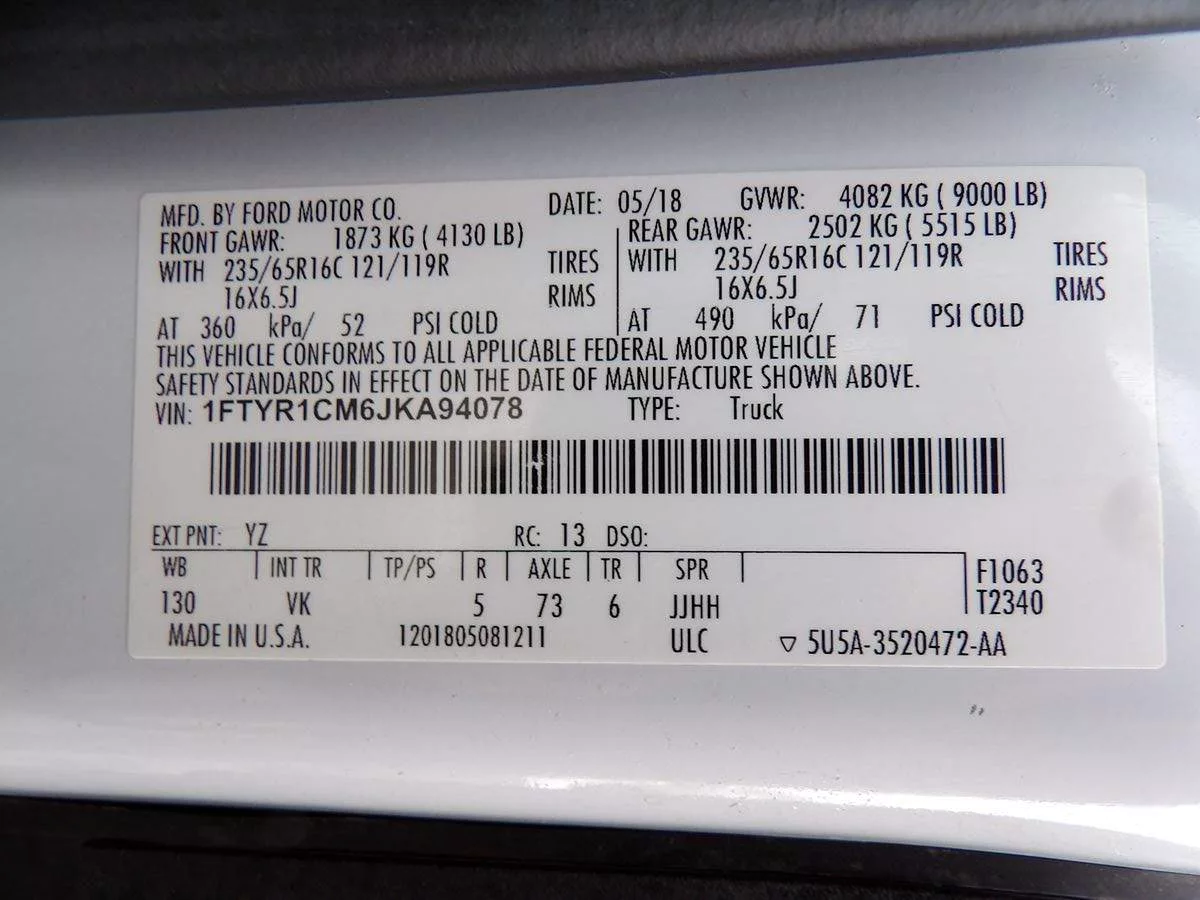 MFD. BY FORD MOTOR CO. DATE: 05/18 GVWR: 4082 KG ( 9000 LB)
FRONT GAWR: 1873 KG ( 4130 LB) REAR GAWR: 2502 KG ( 5515 LB)
WITH 235/65R16C 121/119R TIRES WITH 235/65R16C 121/119R TIRES
16X6.5J RIMS 16X6.5J RIMS
AT 360 kPa/ 52 PSI COLD AT 490 kPa/ 71 PSI COLD
THIS VEHICLE CONFORMS TO ALL APPLICABLE FEDERAL MOTOR VEHICLE
SAFETY STANDARDS IN EFFECT ON THE DATE OF MANUFACTURE SHOWN ABOVE.
VIN: 1FTYR1CM6JKA94078 TYPE: Truck
EXT PNT: YZ RC: 13 DSO:
WB INT TR TP/PS R AXLE TR SPR F1063
130 VK 5 73 6 JJHH T2340
MADE IN U.S.A. 1201805081211 ULC ▽ 5U5A-3520472-AA